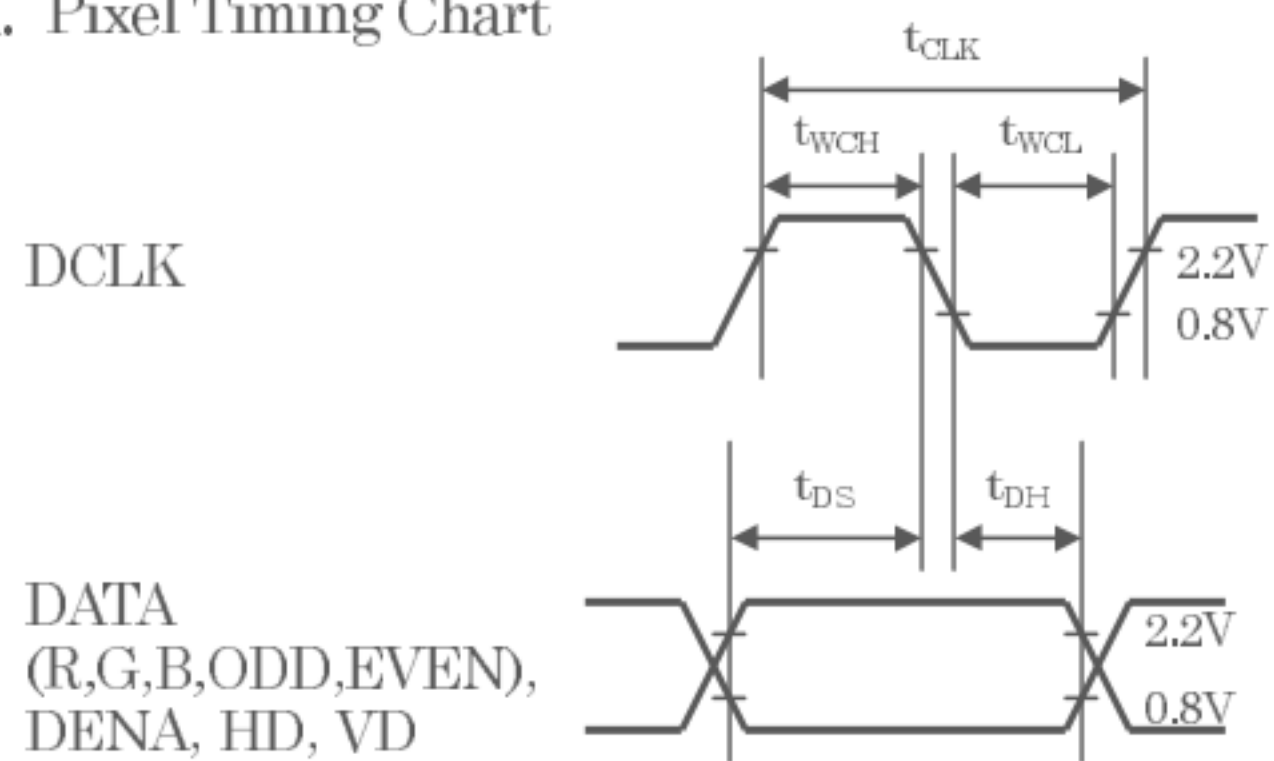 . Pixel Timing Chart
tCLK
tWCH tWCL
DCLK
2.2V
0.8V
tDS tDH
DATA
(R,G,B,ODD,EVEN),
DENA, HD, VD
2.2V
0.8V